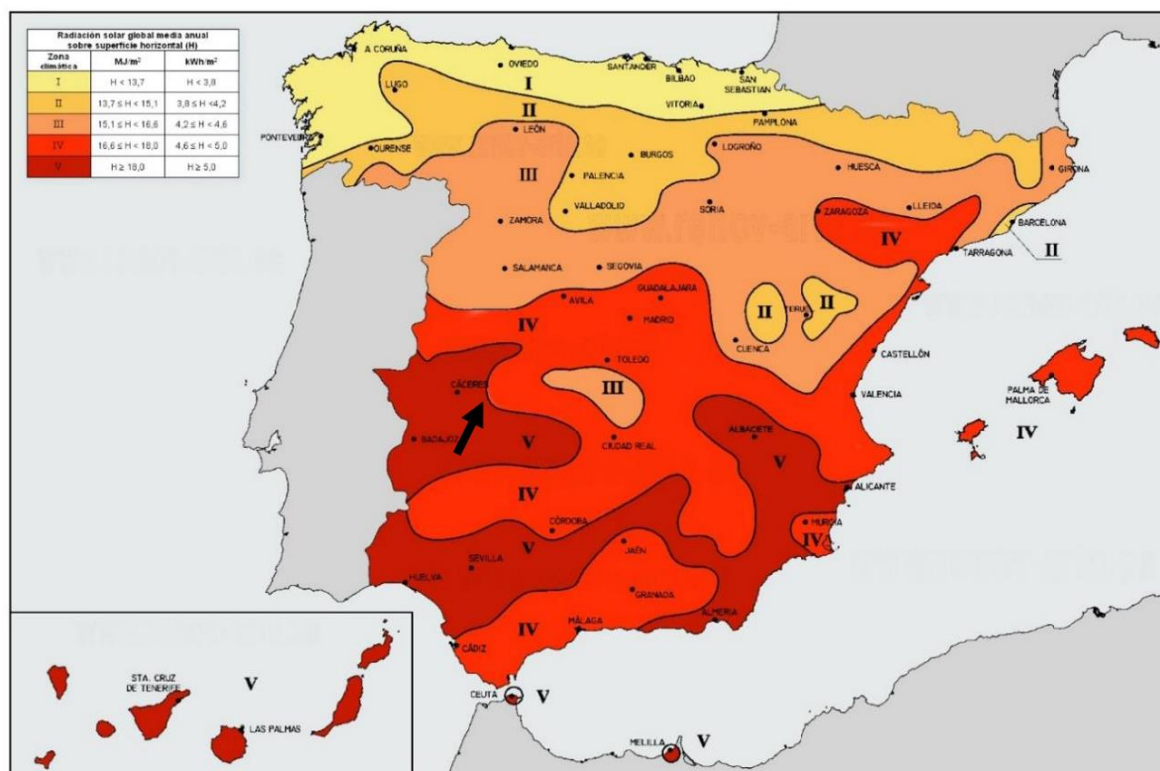 Radiación solar global media anual
sobre superficie horizontal (H)
Zona climática MJ/m² kWh/m²
I H < 13,7 H < 3,8
II 13,7 ≤ H < 15,1 3,8 ≤ H <4,2
III 15,1 ≤ H < 16,6 4,2 ≤ H < 4,6
IV 16,6 ≤ H < 18,0 4,6 ≤ H < 5,0
V H ≥ 18,0 H ≥ 5,0
A CORUÑA
OVIEDO
SANTANDER
BILBAO
SAN
SEBASTIAN
I
LUGO
VITORIA
II
PAMPLONA
PONTEVEDRA
LEÓN
OURENSE
BURGOS
LOGROÑO
HUESCA
GIRONA
III
PALENCIA
VALLADOLID
SORIA
ZARAGOZA
LLEIDA
ZAMORA
BARCELONA
IV
TARRAGONA
II
SALAMANCA
SEGOVIA
AVILA
GUADALAJARA
II
II
TERUEL
IV
MADRID
CUENCA
CASTELLÓN
TOLEDO
CÁCERES
III
VALENCIA
PALMA DE
MALLORCA
IV
BADAJOZ
V
CIUDAD REAL
ALBACETE
V
ALICANTE
IV
CÓRDOBA
MURCIA
IV
V
JAÉN
SEVILLA
HUELVA
GRANADA
ALMERIA
IV
MÁLAGA
CÁDIZ
STA. CRUZ
DE TENERIFE
V
LAS PALMAS
CEUTA
V
MELILLA
V